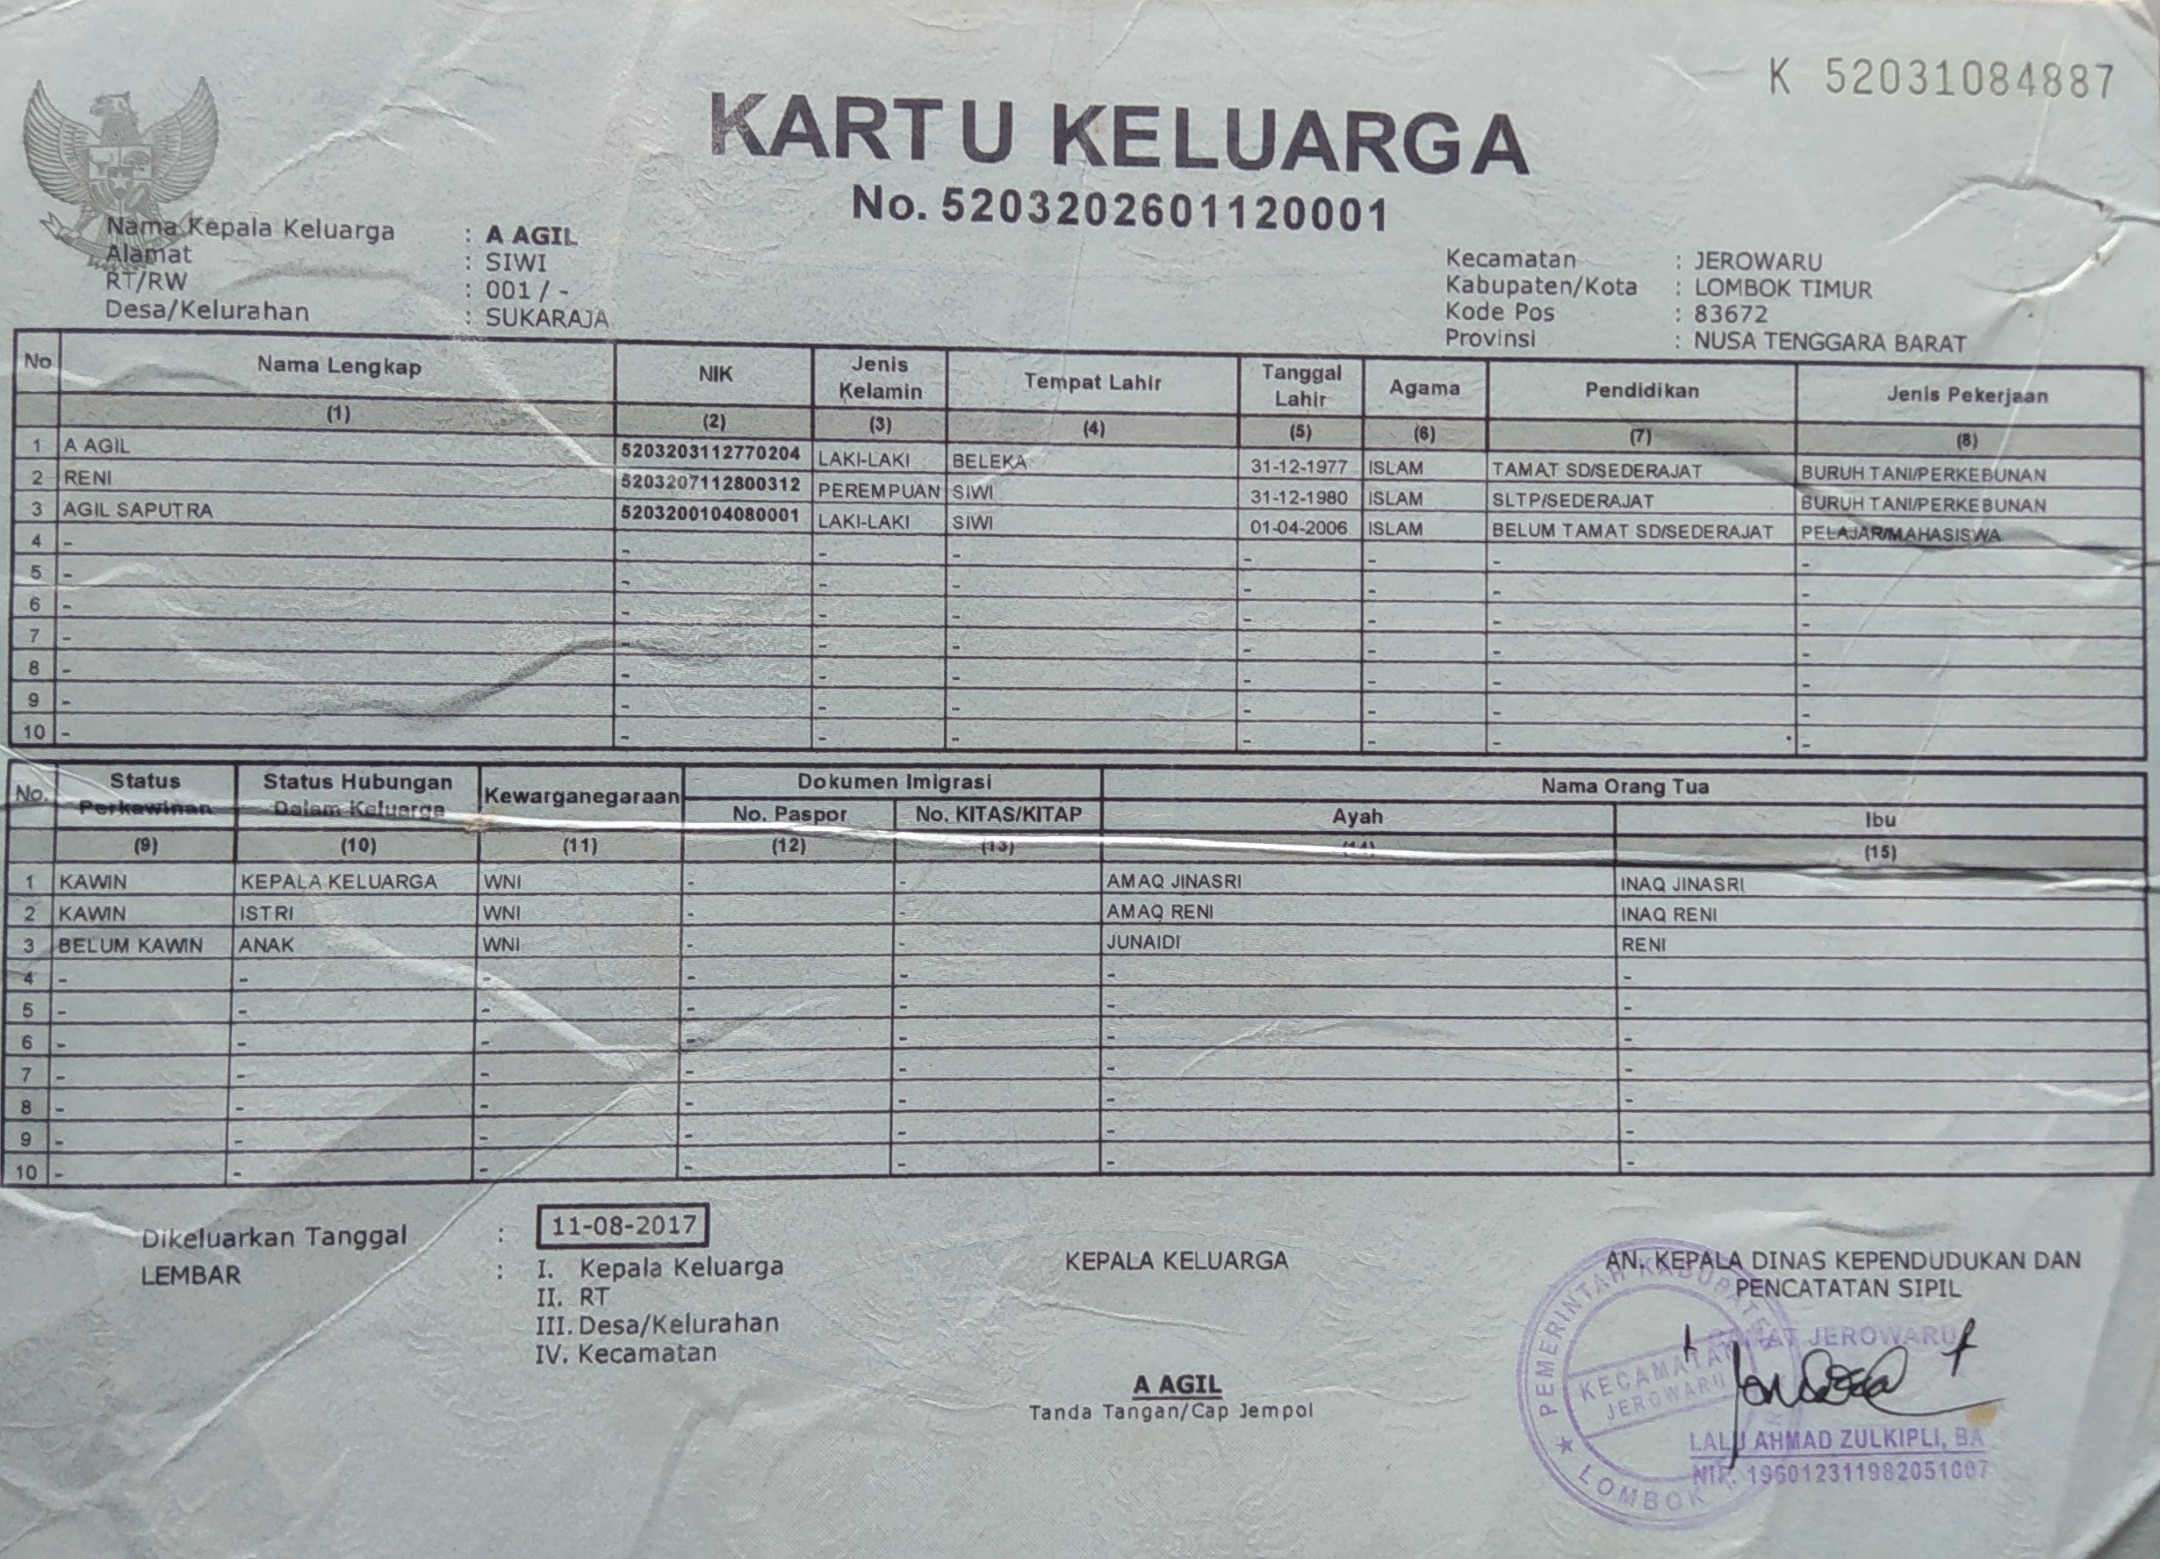 K 52031084887
KARTU KELUARGA
No. 5203202601120001
Nama Kepala Keluarga : A AGIL
Alamat : SIWI
RT/RW : 001 / -
Desa/Kelurahan : SUKARAJA
Kecamatan : JEROWARU
Kabupaten/Kota : LOMBOK TIMUR
Kode Pos : 83672
Provinsi : NUSA TENGGARA BARAT
No Nama Lengkap NIK Jenis Kelamin Tempat Lahir Tanggal Lahir Agama Pendidikan Jenis Pekerjaan
(1) (2) (3) (4) (5) (6) (7) (8)
1 A AGIL 5203203112770204 LAKI-LAKI BELEKA 31-12-1977 ISLAM TAMAT SD/SEDERAJAT BURUH TANI/PERKEBUNAN
2 RENI 5203207112800312 PEREMPUAN SIWI 31-12-1980 ISLAM SLTP/SEDERAJAT BURUH TANI/PERKEBUNAN
3 AGIL SAPUTRA 5203200104080001 LAKI-LAKI SIWI 01-04-2006 ISLAM BELUM TAMAT SD/SEDERAJAT PELAJAR/MAHASISWA
4 - - - - - - - -
5 - - - - - - - -
6 - - - - - - - -
7 - - - - - - - -
8 - - - - - - - -
9 - - - - - - - -
10 - - - - - - - -
No. Status Perkawinan Status Hubungan Dalam Keluarga Kewarganegaraan Dokumen Imigrasi Nama Orang Tua
No. Paspor No. KITAS/KITAP Ayah Ibu
(9) (10) (11) (12) (13) (14) (15)
1 KAWIN KEPALA KELUARGA WNI - - AMAQ JINASRI INAQ JINASRI
2 KAWIN ISTRI WNI - - AMAQ RENI INAQ RENI
3 BELUM KAWIN ANAK WNI - - JUNAIDI RENI
4 - - - - - - -
5 - - - - - - -
6 - - - - - - -
7 - - - - - - -
8 - - - - - - -
9 - - - - - - -
10 - - - - - - -
Dikeluarkan Tanggal : 11-08-2017
LEMBAR : I. Kepala Keluarga
II. RT
III. Desa/Kelurahan
IV. Kecamatan
KEPALA KELUARGA
A AGIL
Tanda Tangan/Cap Jempol
AN. KEPALA DINAS KEPENDUDUKAN DAN
PENCATATAN SIPIL
CAMAT JEROWARU
PEMERINTAH KABUPATEN
KECAMATAN
JEROWARU
LOMBOK
LALU AHMAD ZULKIPLI, BA
NIP. 196012311982051007